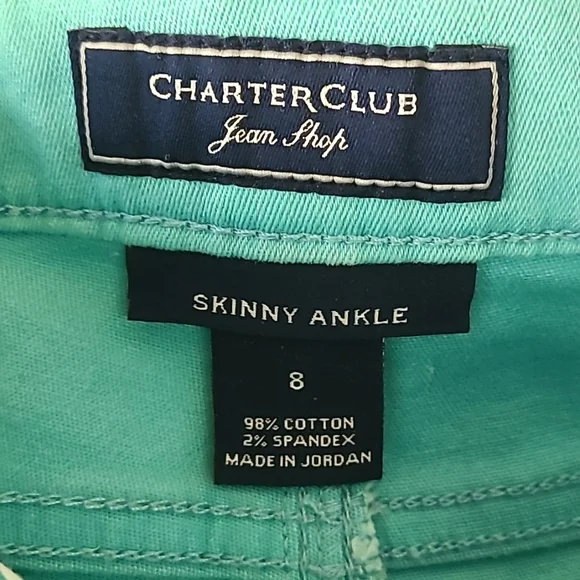 CHARTER CLUB
Jean Shop
SKINNY ANKLE
8
98% COTTON
2% SPANDEX
MADE IN JORDAN